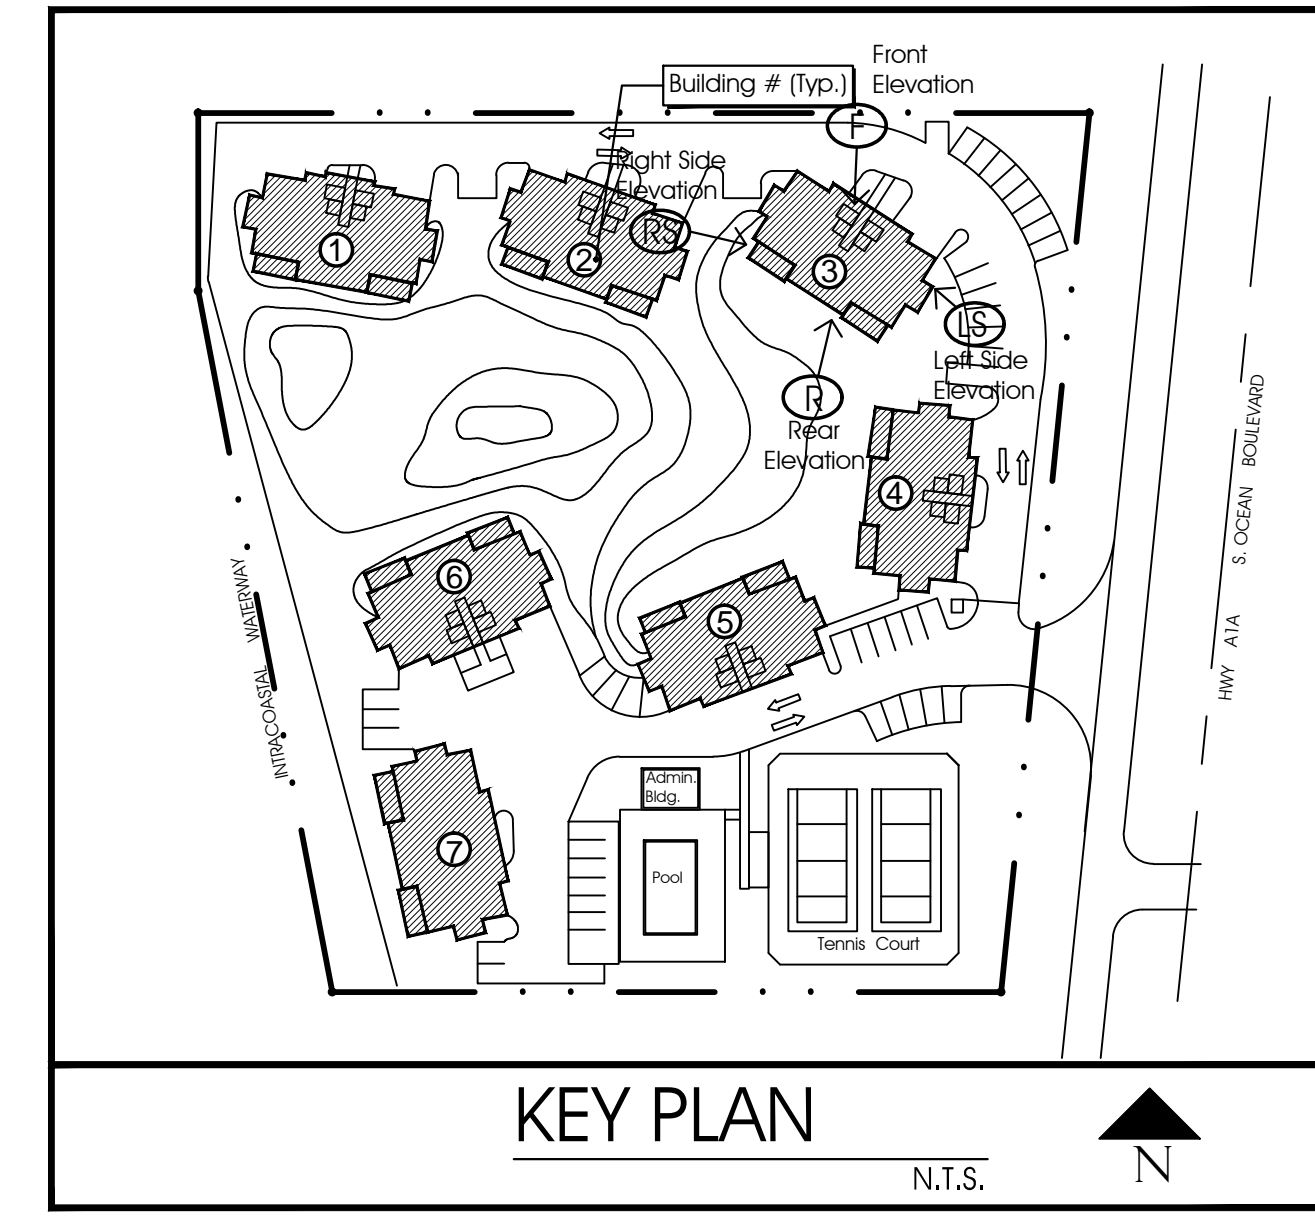 Front
Elevation
Building # (Typ.)
F
Right Side
Elevation
RS
1
2
3
LS
Left Side
Elevation
R
Rear
Elevation
4
S. OCEAN BOULEVARD
HWY A1A
INTRACOASTAL WATERWAY
6
5
7
Admin.
Bldg.
Pool
Tennis Court
KEY PLAN
N.T.S.
N